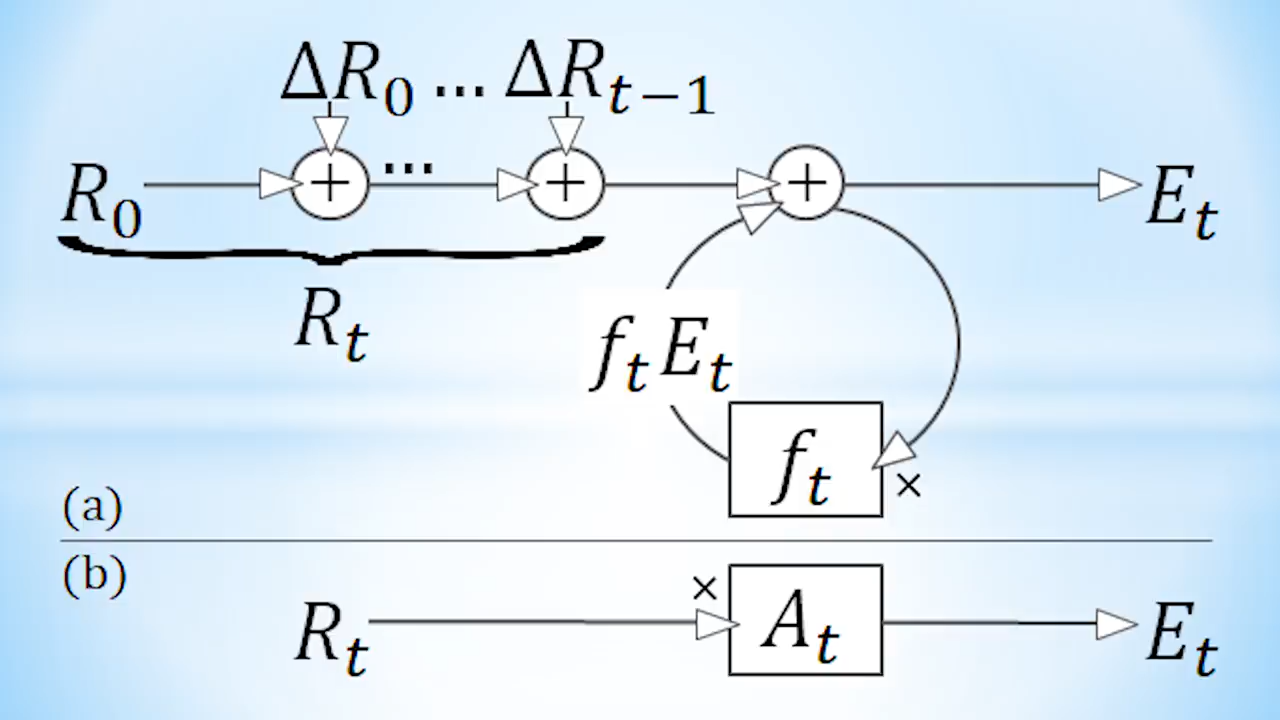 ΔR₀ ... ΔRₜ₋₁
R₀ + ... + + Eₜ
Rₜ
fₜEₜ
fₜ
×
(a)
(b)
×
Rₜ Aₜ Eₜ